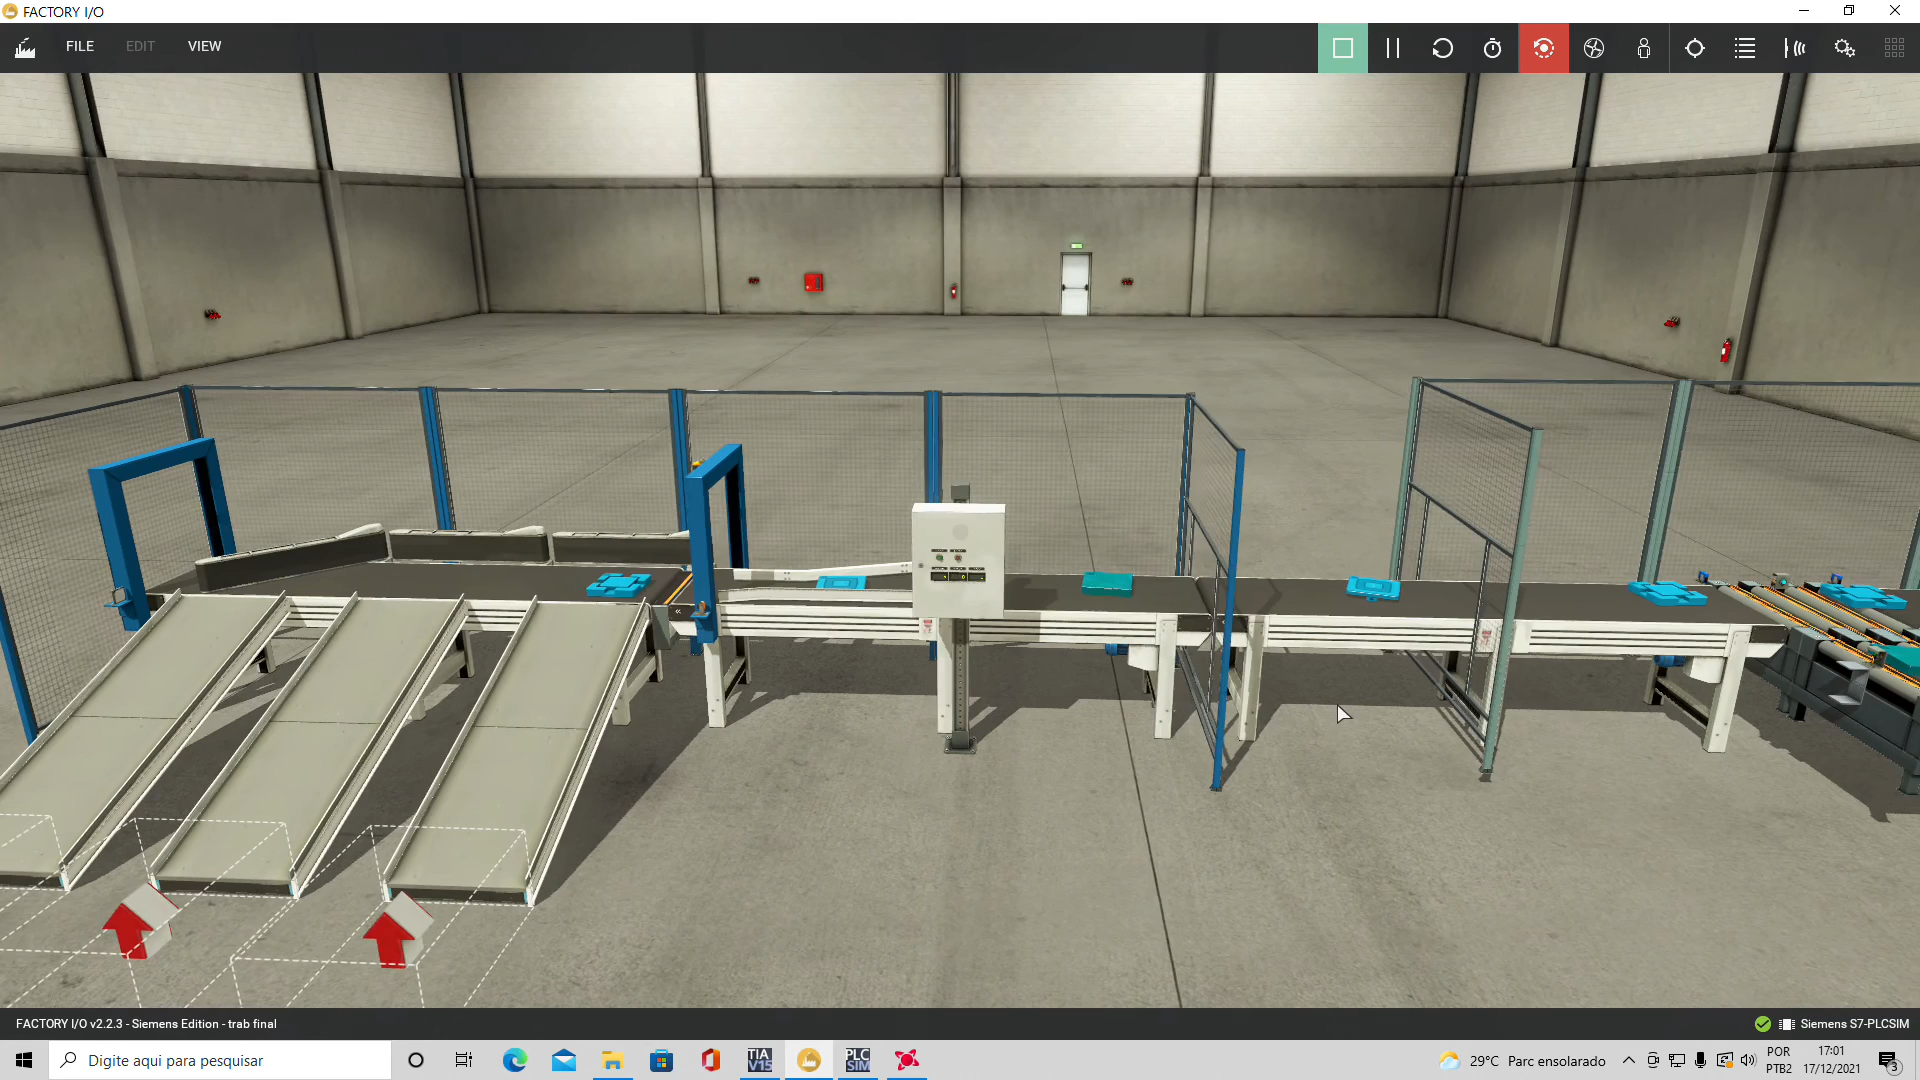 FACTORY I/O
FILE
EDIT
VIEW
FACTORY I/O v2.2.3 - Siemens Edition - trab final
Siemens S7-PLCSIM
Digite aqui para pesquisar
TIA
V15
PLC
SIM
29°C Parc ensolarado
POR
PTB2
17:01
17/12/2021
3